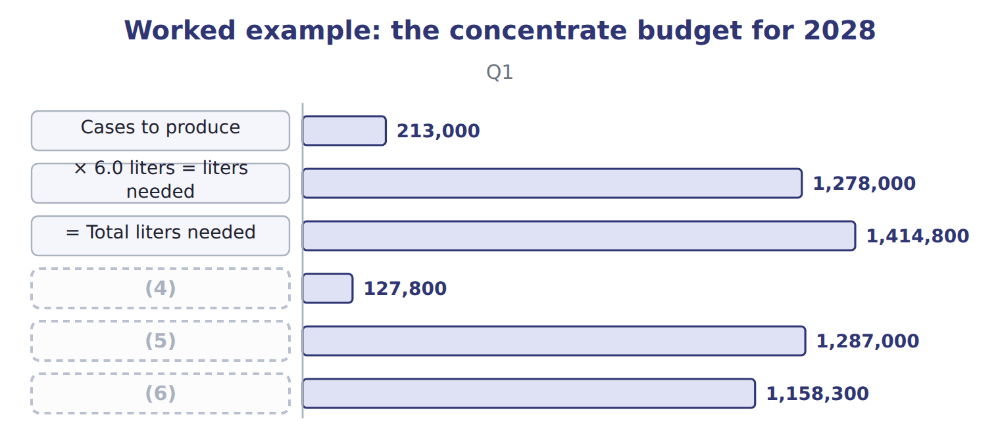 Worked example: the concentrate budget for 2028
Q1
Cases to produce
213,000
× 6.0 liters = liters
needed
1,278,000
= Total liters needed
1,414,800
(4)
127,800
(5)
1,287,000
(6)
1,158,300